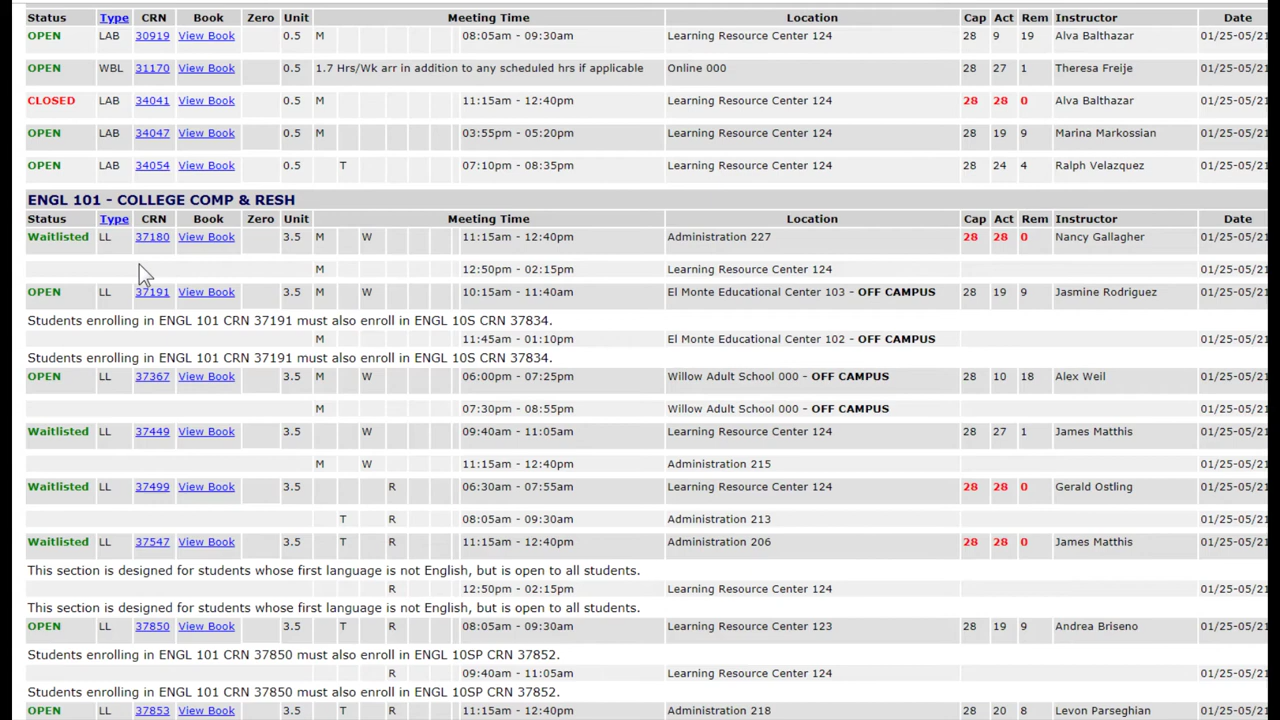 Status Type CRN Book Zero Unit Meeting Time Location Cap Act Rem Instructor Date
OPEN LAB 30919 View Book 0.5 M 08:05am - 09:30am Learning Resource Center 124 28 9 19 Alva Balthazar 01/25-05/21
OPEN WBL 31170 View Book 0.5 1.7 Hrs/Wk arr in addition to any scheduled hrs if applicable Online 000 28 27 1 Theresa Freije 01/25-05/21
CLOSED LAB 34041 View Book 0.5 M 11:15am - 12:40pm Learning Resource Center 124 28 28 0 Alva Balthazar 01/25-05/21
OPEN LAB 34047 View Book 0.5 M 03:55pm - 05:20pm Learning Resource Center 124 28 19 9 Marina Markossian 01/25-05/21
OPEN LAB 34054 View Book 0.5 T 07:10pm - 08:35pm Learning Resource Center 124 28 24 4 Ralph Velazquez 01/25-05/21
ENGL 101 - COLLEGE COMP & RESH
Status Type CRN Book Zero Unit Meeting Time Location Cap Act Rem Instructor Date
Waitlisted LL 37180 View Book 3.5 M W 11:15am - 12:40pm Administration 227 28 28 0 Nancy Gallagher 01/25-05/21
M 12:50pm - 02:15pm Learning Resource Center 124 01/25-05/21
OPEN LL 37191 View Book 3.5 M W 10:15am - 11:40am El Monte Educational Center 103 - OFF CAMPUS 28 19 9 Jasmine Rodriguez 01/25-05/21
Students enrolling in ENGL 101 CRN 37191 must also enroll in ENGL 10S CRN 37834.
M 11:45am - 01:10pm El Monte Educational Center 102 - OFF CAMPUS 01/25-05/21
Students enrolling in ENGL 101 CRN 37191 must also enroll in ENGL 10S CRN 37834.
OPEN LL 37367 View Book 3.5 M W 06:00pm - 07:25pm Willow Adult School 000 - OFF CAMPUS 28 10 18 Alex Weil 01/25-05/21
M 07:30pm - 08:55pm Willow Adult School 000 - OFF CAMPUS 01/25-05/21
Waitlisted LL 37449 View Book 3.5 W 09:40am - 11:05am Learning Resource Center 124 28 27 1 James Matthis 01/25-05/21
M W 11:15am - 12:40pm Administration 215 01/25-05/21
Waitlisted LL 37499 View Book 3.5 R 06:30am - 07:55am Learning Resource Center 124 28 28 0 Gerald Ostling 01/25-05/21
T R 08:05am - 09:30am Administration 213 01/25-05/21
Waitlisted LL 37547 View Book 3.5 T R 11:15am - 12:40pm Administration 206 28 28 0 James Matthis 01/25-05/21
This section is designed for students whose first language is not English, but is open to all students.
R 12:50pm - 02:15pm Learning Resource Center 124 01/25-05/21
This section is designed for students whose first language is not English, but is open to all students.
OPEN LL 37850 View Book 3.5 T R 08:05am - 09:30am Learning Resource Center 123 28 19 9 Andrea Briseno 01/25-05/21
Students enrolling in ENGL 101 CRN 37850 must also enroll in ENGL 10SP CRN 37852.
R 09:40am - 11:05am Learning Resource Center 124 01/25-05/21
Students enrolling in ENGL 101 CRN 37850 must also enroll in ENGL 10SP CRN 37852.
OPEN LL 37853 View Book 3.5 T R 11:15am - 12:40pm Administration 218 28 20 8 Levon Parseghian 01/25-05/21